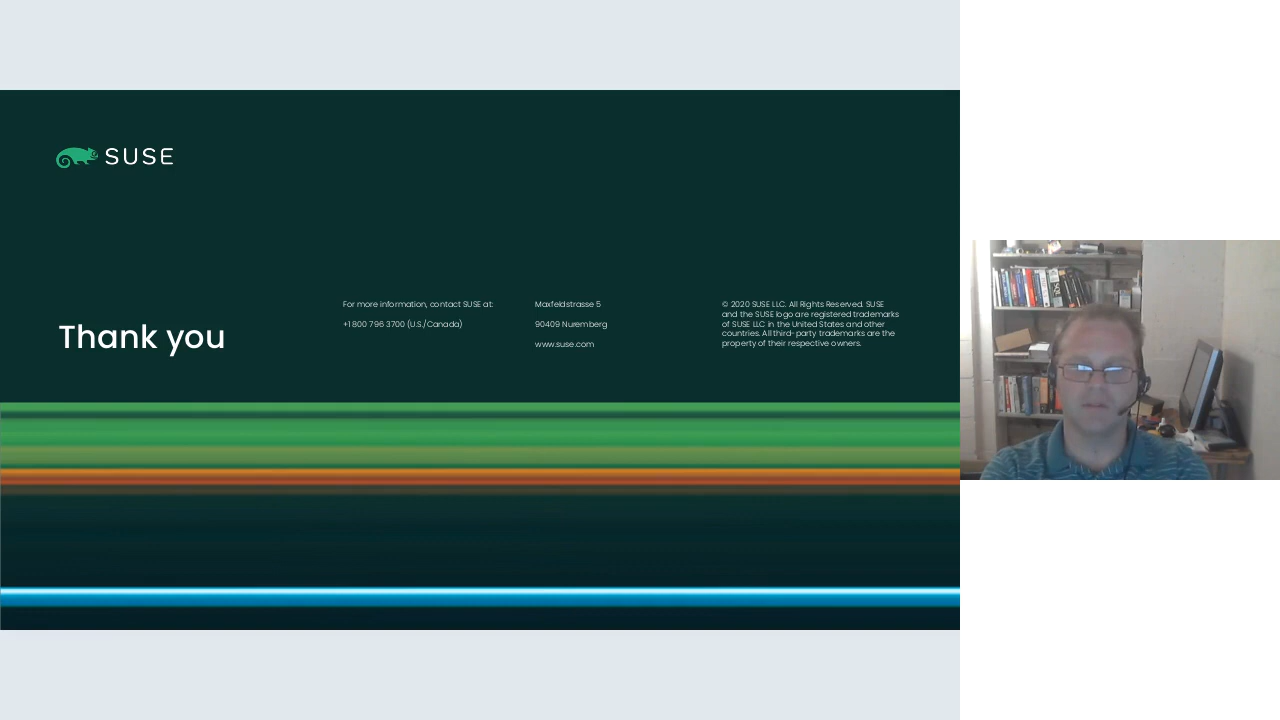 SUSE
Thank you
For more information, contact SUSE at:
+1 800 796 3700 (U.S./Canada)
Maxfeldstrasse 5
90409 Nuremberg
www.suse.com
© 2020 SUSE LLC. All Rights Reserved. SUSE
and the SUSE logo are registered trademarks
of SUSE LLC in the United States and other
countries. All third-party trademarks are the
property of their respective owners.